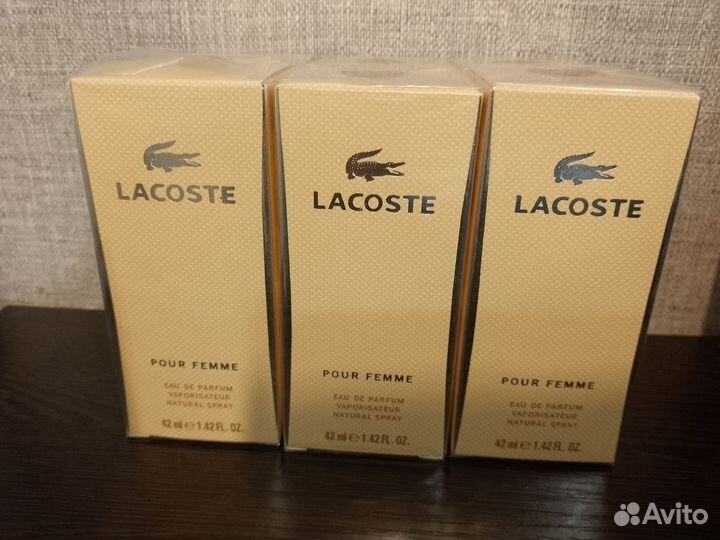 LACOSTE
POUR FEMME
EAU DE PARFUM
VAPORISATEUR
NATURAL SPRAY
42 ml e 1.42 FL. OZ.
LACOSTE
POUR FEMME
EAU DE PARFUM
VAPORISATEUR
NATURAL SPRAY
42 ml e 1.42 FL. OZ.
LACOSTE
POUR FEMME
EAU DE PARFUM
VAPORISATEUR
NATURAL SPRAY
42 ml e 1.42 FL. OZ.
Avito